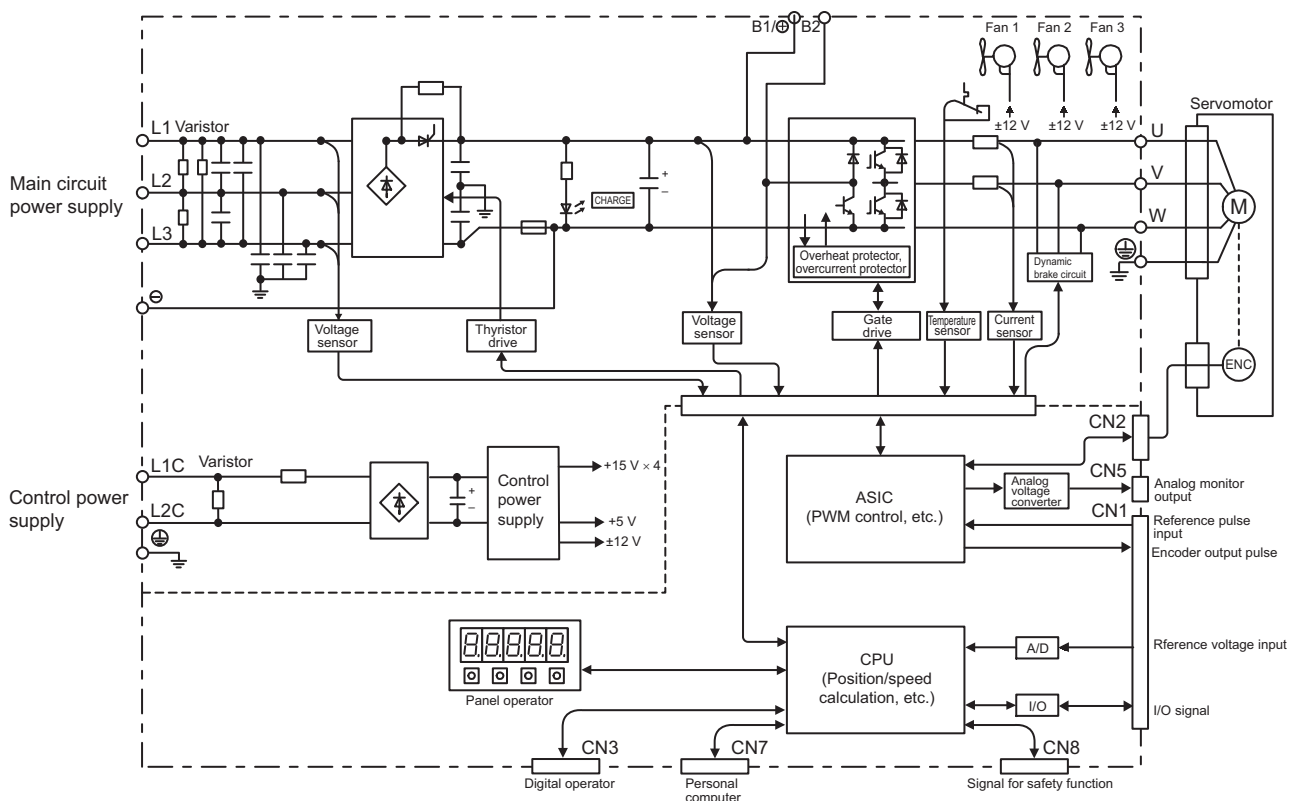 B1/⊕ B2
Fan 1 Fan 2 Fan 3
±12 V ±12 V ±12 V
Servomotor
Main circuit
power supply
L1 Varistor
L2
L3
⊖
CHARGE
+
–
Overheat protector,
overcurrent protector
U
V
W
M
ENC
Dynamic
brake circuit
Voltage
sensor
Thyristor
drive
Voltage
sensor
Gate
drive
Temperature
sensor
Current
sensor
Control power
supply
L1C
Varistor
L2C
+
–
Control
power
supply
+15 V × 4
+5 V
±12 V
ASIC
(PWM control, etc.)
Analog
voltage
converter
CN2
CN5
Analog monitor
output
CN1
Reference pulse
input
Encoder output pulse
8.8.8.8.8.
Panel operator
CPU
(Position/speed
calculation, etc.)
A/D
Rference voltage input
I/O
I/O signal
CN3
Digital operator
CN7
Personal
computer
CN8
Signal for safety function